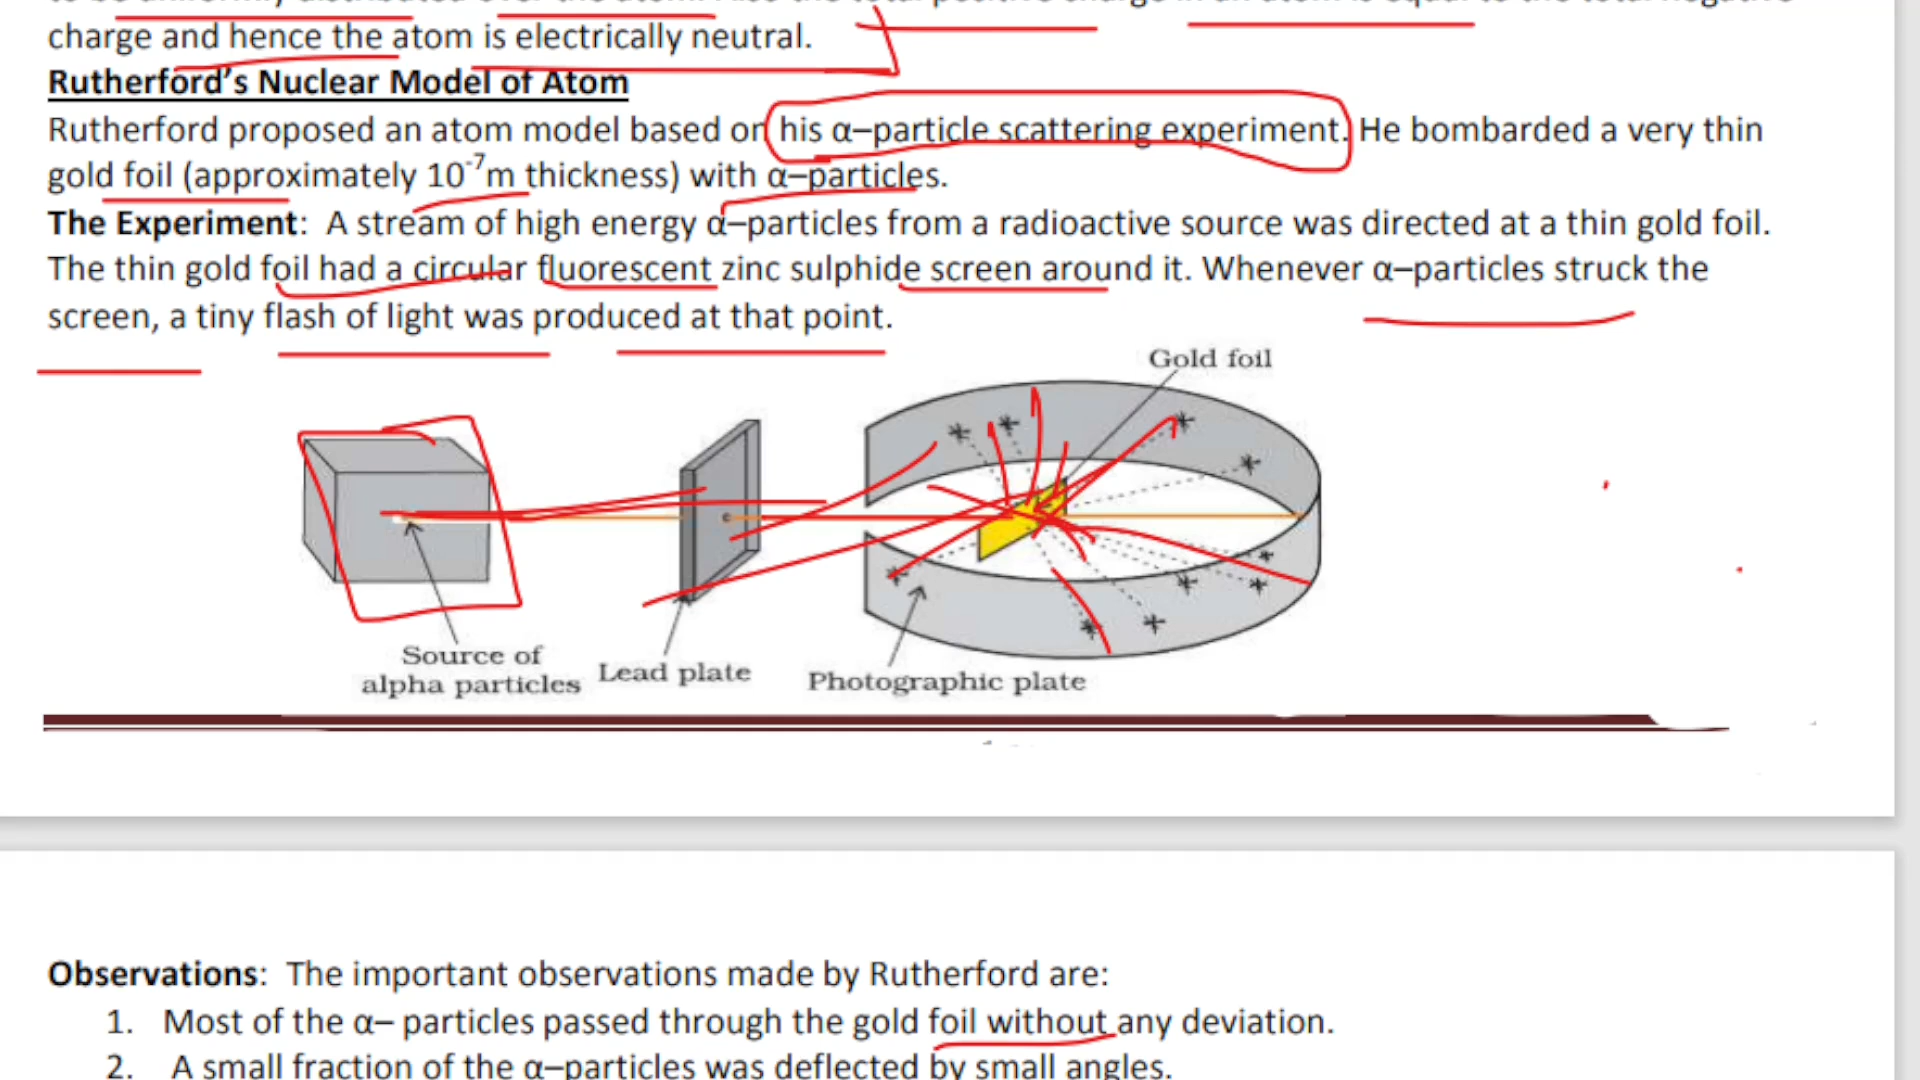 charge and hence the atom is electrically neutral.
Rutherford's Nuclear Model of Atom
Rutherford proposed an atom model based on his α–particle scattering experiment. He bombarded a very thin
gold foil (approximately 10⁻⁷m thickness) with α–particles.
The Experiment: A stream of high energy α–particles from a radioactive source was directed at a thin gold foil.
The thin gold foil had a circular fluorescent zinc sulphide screen around it. Whenever α–particles struck the
screen, a tiny flash of light was produced at that point.
Gold foil
Source of
alpha particles
Lead plate
Photographic plate
Observations: The important observations made by Rutherford are:
1. Most of the α– particles passed through the gold foil without any deviation.
2. A small fraction of the α–particles was deflected by small angles.